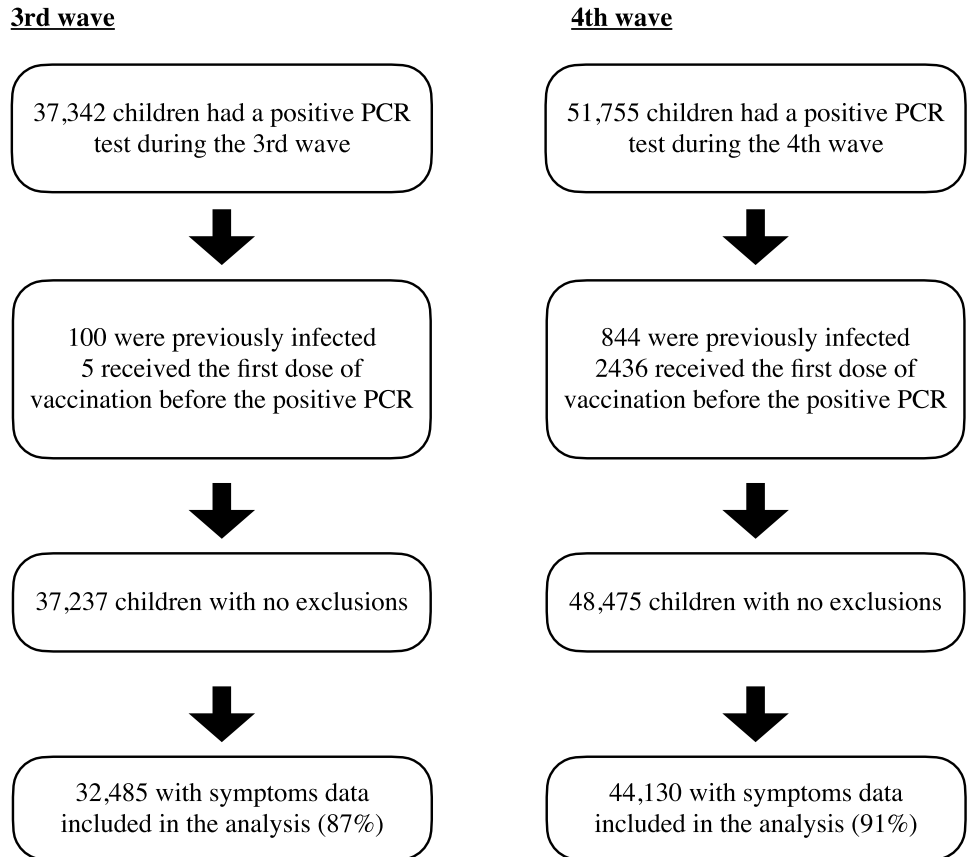 3rd wave
37,342 children had a positive PCR
test during the 3rd wave
100 were previously infected
5 received the first dose of
vaccination before the positive PCR
37,237 children with no exclusions
32,485 with symptoms data
included in the analysis (87%)
4th wave
51,755 children had a positive PCR
test during the 4th wave
844 were previously infected
2436 received the first dose of
vaccination before the positive PCR
48,475 children with no exclusions
44,130 with symptoms data
included in the analysis (91%)